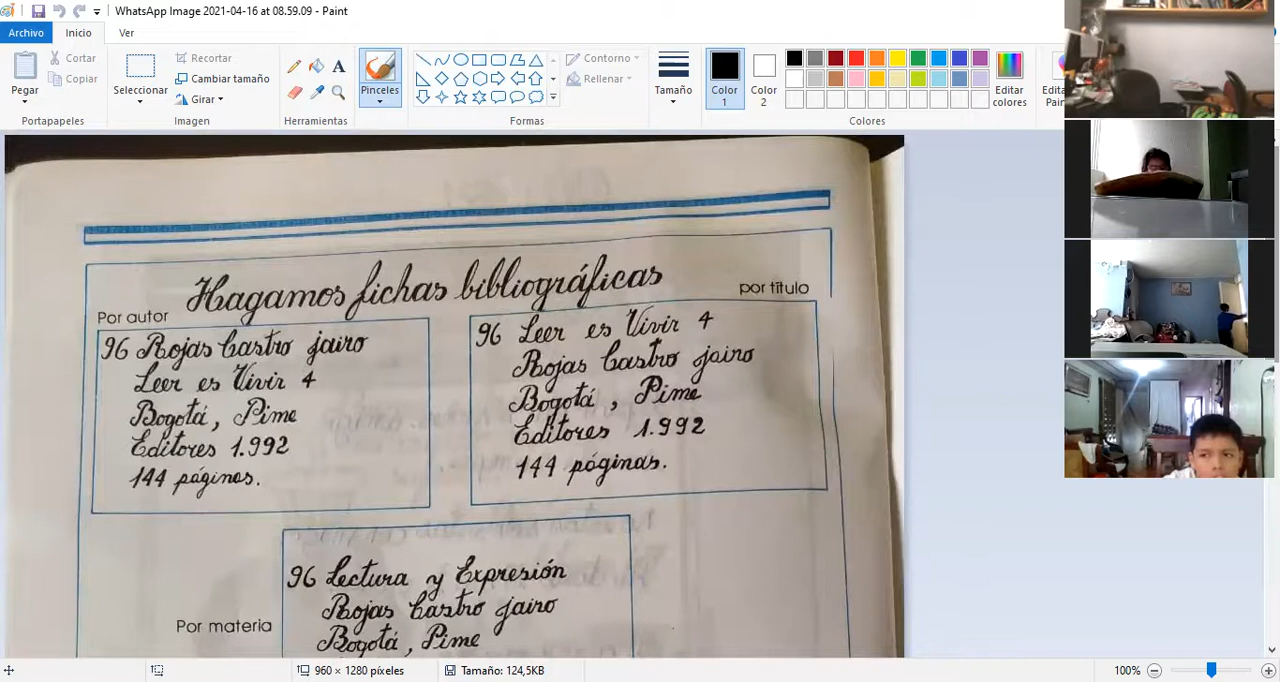 WhatsApp Image 2021-04-16 at 08.59.09 - Paint
Archivo
Inicio
Ver
Pegar
Cortar
Copiar
Portapapeles
Seleccionar
Recortar
Cambiar tamaño
Girar
Imagen
A
Herramientas
Pinceles
Contorno
Rellenar
Formas
Tamaño
Color 1
Color 2
Editar colores
Colores
Hagamos fichas bibliográficas
Por autor
96 Rojas Castro jairo
Leer es Vivir 4
Bogotá, Pime
Editores 1.992
144 páginas.
por título
96 Leer es Vivir 4
Rojas Castro jairo
Bogotá, Pime
Editores 1.992
144 páginas.
Por materia
96 Lectura y Expresión
Rojas Castro jairo
Bogotá, Pime
960 × 1280 píxeles
Tamaño: 124,5KB
100%